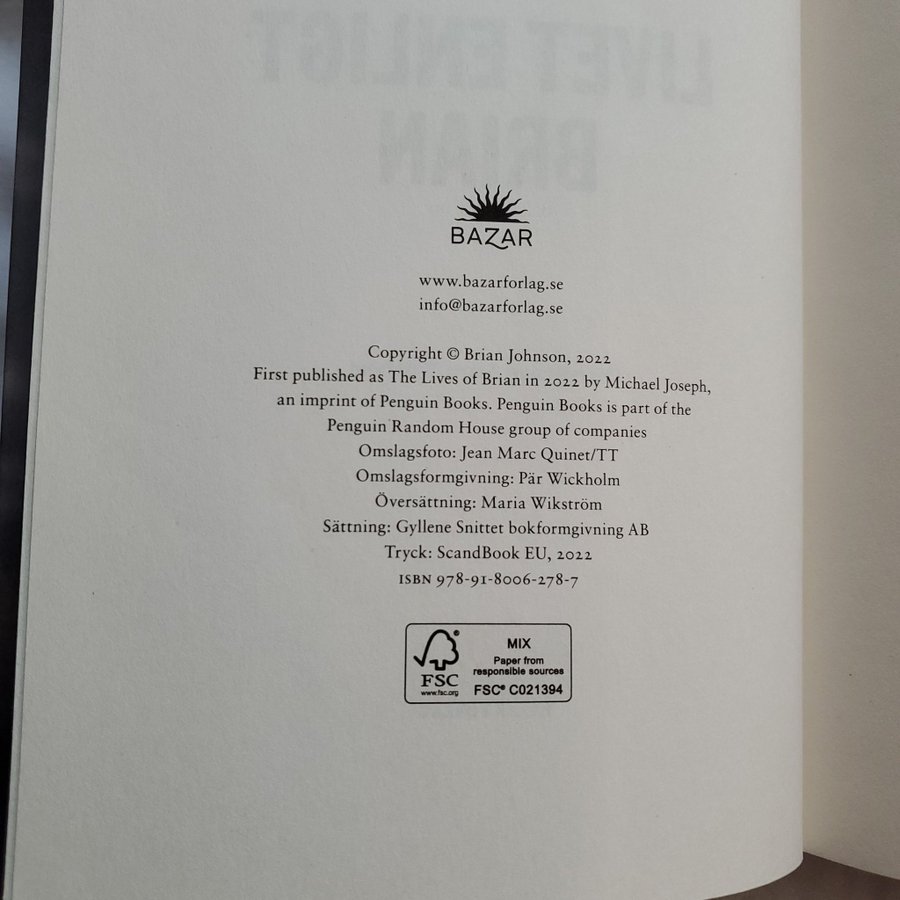 LIVET ENLIGT
BRIAN
BAZAR
www.bazarforlag.se
info@bazarforlag.se
Copyright © Brian Johnson, 2022
First published as The Lives of Brian in 2022 by Michael Joseph,
an imprint of Penguin Books. Penguin Books is part of the
Penguin Random House group of companies
Omslagsfoto: Jean Marc Quinet/TT
Omslagsformgivning: Pär Wickholm
Översättning: Maria Wikström
Sättning: Gyllene Snittet bokformgivning AB
Tryck: ScandBook EU, 2022
ISBN 978-91-8006-278-7
FSC®
www.fsc.org
MIX
Paper from
responsible sources
FSC® C021394